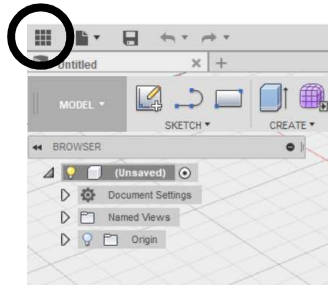 Untitled
MODEL
SKETCH
CREATE
BROWSER
(Unsaved)
Document Settings
Named Views
Origin